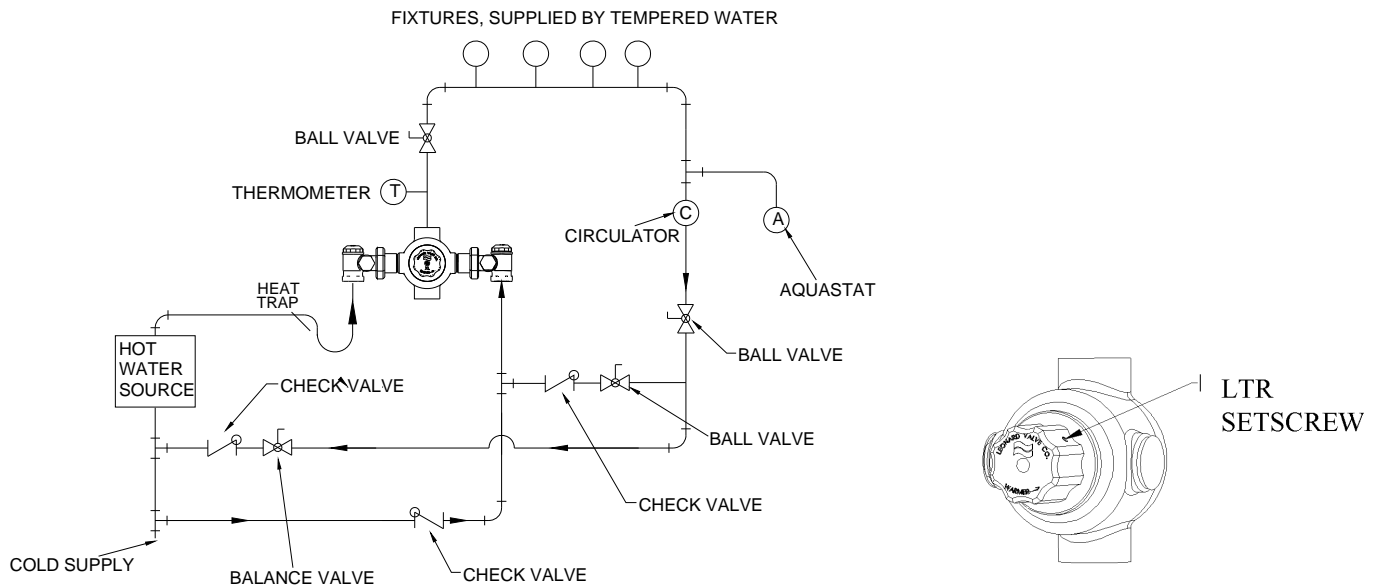 FIXTURES, SUPPLIED BY TEMPERED WATER
BALL VALVE
THERMOMETER
T
C
CIRCULATOR
A
AQUASTAT
HEAT
TRAP
HOT
WATER
SOURCE
CHECK VALVE
BALL VALVE
BALL VALVE
CHECK VALVE
COLD SUPPLY
BALANCE VALVE
CHECK VALVE
LTR
SETSCREW
LEONARD VALVE CO.
WARMER